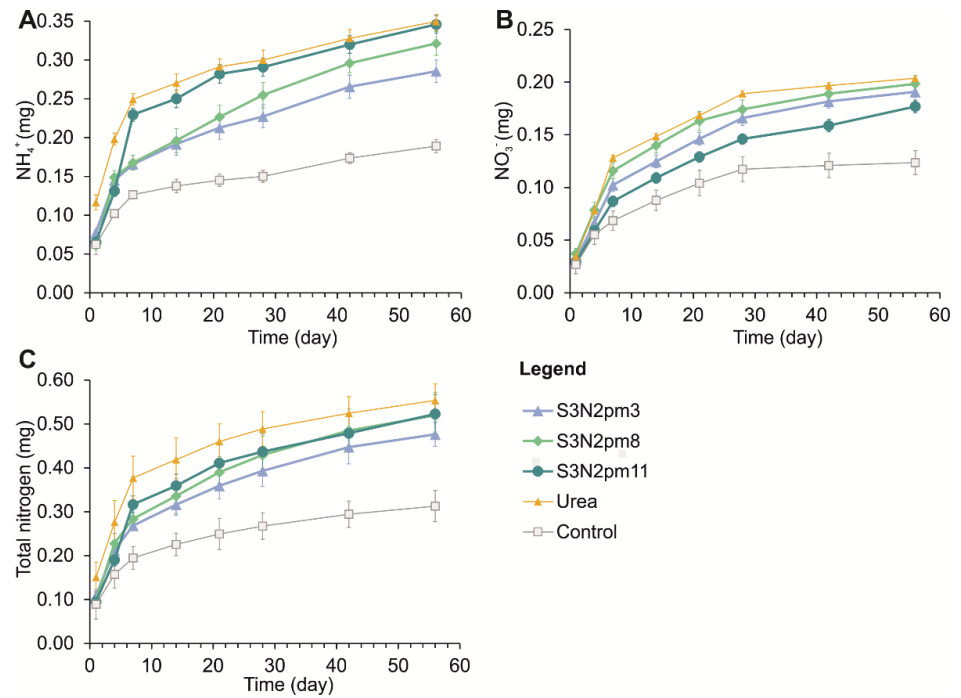 A
NH₄⁺ (mg)
0.35
0.30
0.25
0.20
0.15
0.10
0.05
0.00
0 10 20 30 40 50 60
Time (day)
B
NO₃⁻ (mg)
0.25
0.20
0.15
0.10
0.05
0.00
0 10 20 30 40 50 60
Time (day)
C
Total nitrogen (mg)
0.60
0.50
0.40
0.30
0.20
0.10
0.00
0 20 40 60
Time (day)
Legend
S3N2pm3
S3N2pm8
S3N2pm11
Urea
Control